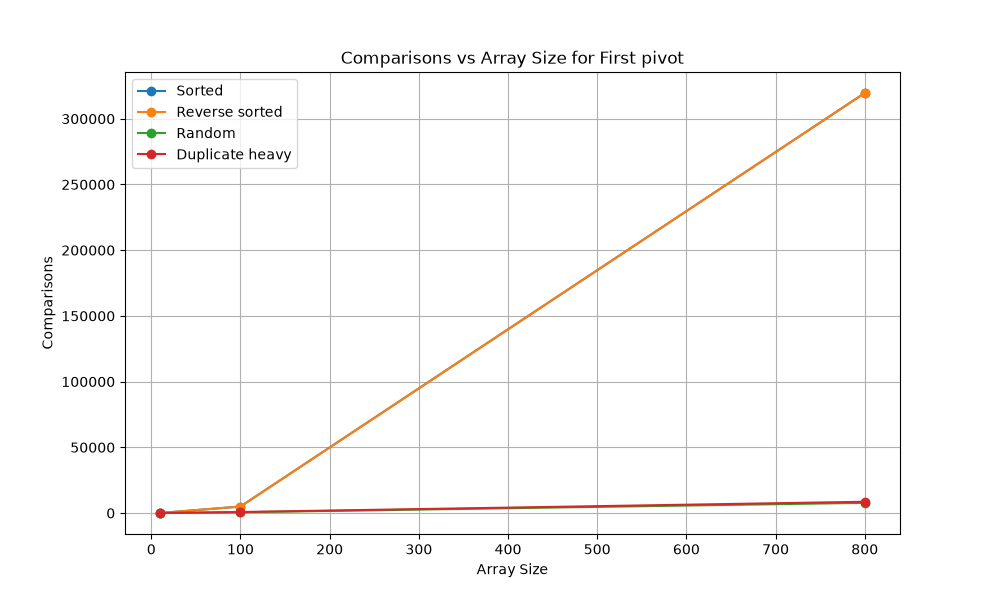 Comparisons vs Array Size for First pivot
Sorted
Reverse sorted
Random
Duplicate heavy
Comparisons
300000
250000
200000
150000
100000
50000
0
0 100 200 300 400 500 600 700 800
Array Size